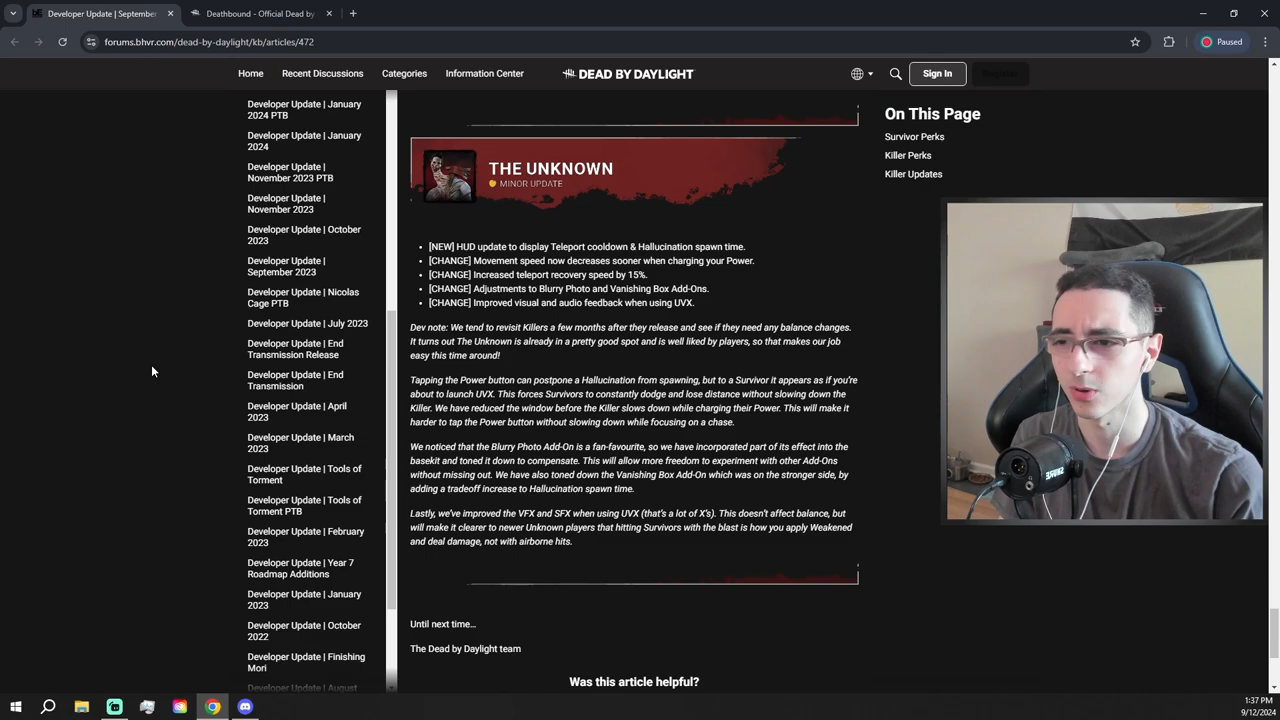 Developer Update | September
Deathbound - Official Dead by
forums.bhvr.com/dead-by-daylight/kb/articles/472
Paused
Home
Recent Discussions
Categories
Information Center
DEAD BY DAYLIGHT
Sign In
Register
Developer Update | January
2024 PTB
Developer Update | January
2024
Developer Update |
November 2023 PTB
Developer Update |
November 2023
Developer Update | October
2023
Developer Update |
September 2023
Developer Update | Nicolas
Cage PTB
Developer Update | July 2023
Developer Update | End
Transmission Release
Developer Update | End
Transmission
Developer Update | April
2023
Developer Update | March
2023
Developer Update | Tools of
Torment
Developer Update | Tools of
Torment PTB
Developer Update | February
2023
Developer Update | Year 7
Roadmap Additions
Developer Update | January
2023
Developer Update | October
2022
Developer Update | Finishing
Mori
Developer Update | August
THE UNKNOWN
MINOR UPDATE
• [NEW] HUD update to display Teleport cooldown & Hallucination spawn time.
• [CHANGE] Movement speed now decreases sooner when charging your Power.
• [CHANGE] Increased teleport recovery speed by 15%.
• [CHANGE] Adjustments to Blurry Photo and Vanishing Box Add-Ons.
• [CHANGE] Improved visual and audio feedback when using UVX.
Dev note: We tend to revisit Killers a few months after they release and see if they need any balance changes.
It turns out The Unknown is already in a pretty good spot and is well liked by players, so that makes our job
easy this time around!
Tapping the Power button can postpone a Hallucination from spawning, but to a Survivor it appears as if you're
about to launch UVX. This forces Survivors to constantly dodge and lose distance without slowing down the
Killer. We have reduced the window before the Killer slows down while charging their Power. This will make it
harder to tap the Power button without slowing down while focusing on a chase.
We noticed that the Blurry Photo Add-On is a fan-favourite, so we have incorporated part of its effect into the
basekit and toned it down to compensate. This will allow more freedom to experiment with other Add-Ons
without missing out. We have also toned down the Vanishing Box Add-On which was on the stronger side, by
adding a tradeoff increase to Hallucination spawn time.
Lastly, we've improved the VFX and SFX when using UVX (that's a lot of X's). This doesn't affect balance, but
will make it clearer to newer Unknown players that hitting Survivors with the blast is how you apply Weakened
and deal damage, not with airborne hits.
Until next time…
The Dead by Daylight team
Was this article helpful?
On This Page
Survivor Perks
Killer Perks
Killer Updates
1:37 PM
9/12/2024